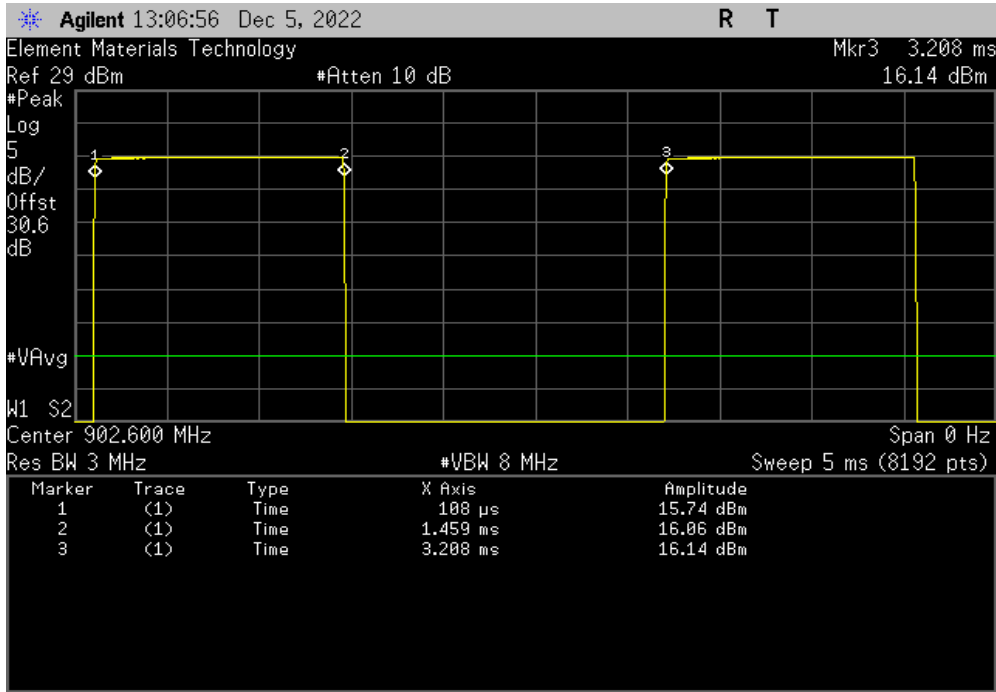 Agilent 13:06:56 Dec 5, 2022 R T
Element Materials Technology Mkr3 3.208 ms
Ref 29 dBm #Atten 10 dB 16.14 dBm
#Peak
Log
5
dB/
Offst
30.6
dB
1 2 3
#VAvg
W1 S2
Center 902.600 MHz Span 0 Hz
Res BW 3 MHz #VBW 8 MHz Sweep 5 ms (8192 pts)
Marker Trace Type X Axis Amplitude
1 (1) Time 108 µs 15.74 dBm
2 (1) Time 1.459 ms 16.06 dBm
3 (1) Time 3.208 ms 16.14 dBm